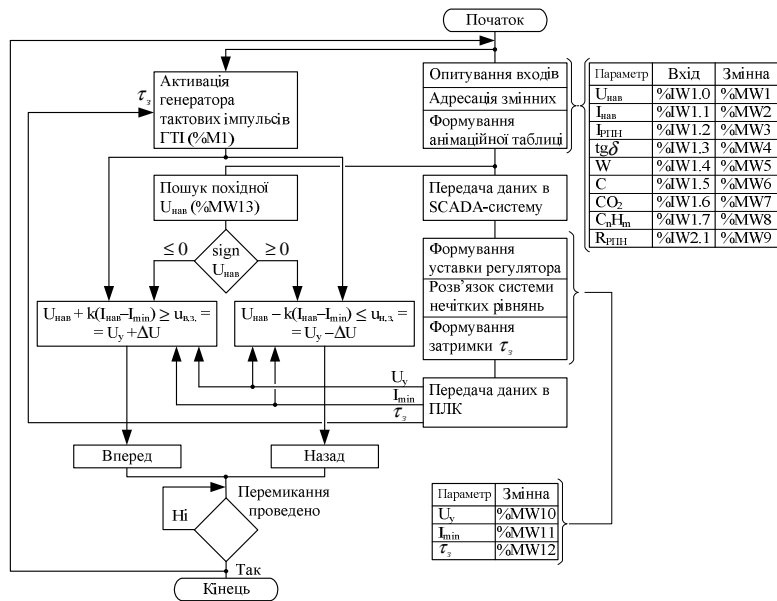 Початок
Активація
генератора
тактових імпульсів
ГТІ (%M1)
τз
Опитування входів
Адресація змінних
Формування
анімаційної таблиці
Параметр Вхід Змінна
Uнав %IW1.0 %MW1
Iнав %IW1.1 %MW2
IРПН %IW1.2 %MW3
tgδ %IW1.3 %MW4
W %IW1.4 %MW5
C %IW1.5 %MW6
CO2 %IW1.6 %MW7
CnHm %IW1.7 %MW8
RРПН %IW2.1 %MW9
Пошук похідної
Uнав (%MW13)
Передача даних в
SCADA-систему
≤0 sign ≥0
Uнав
Формування
уставки регулятора
Розв'язок системи
нечітких рівнянь
Формування
затримки τз
Uнав + k(Iнав–Imin) ≥ uв.з. =
= Uу + ΔU
Uнав – k(Iнав–Imin) ≤ uн.з. =
= Uу – ΔU
Uу
Imin
τз
Передача даних в
ПЛК
Вперед
Назад
Перемикання
проведено
Ні
Так
Кінець
Параметр Змінна
Uу %MW10
Imin %MW11
τз %MW12